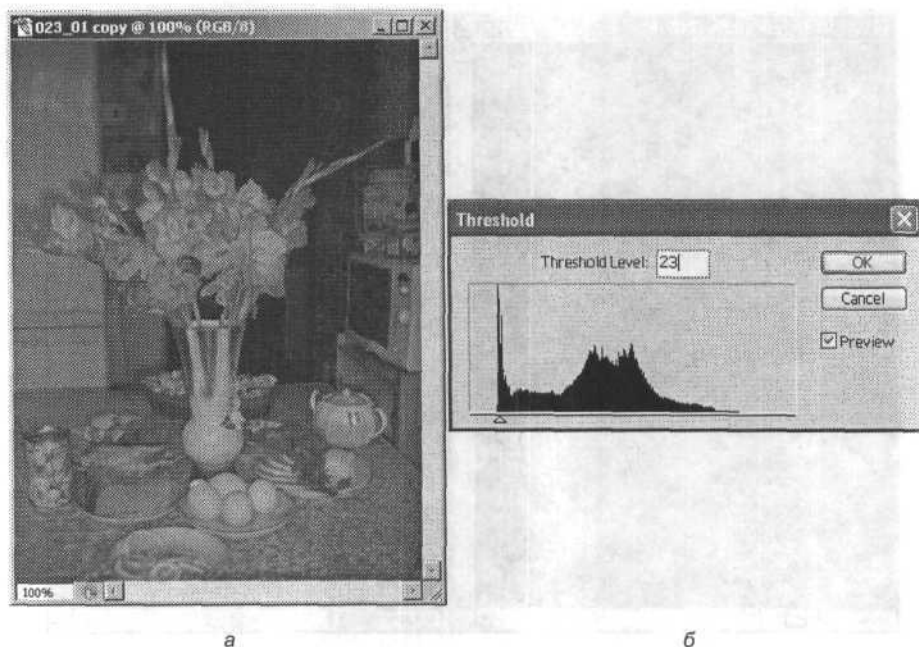 023_01 copy @ 100% (RGB/8)
Threshold
Threshold Level: 23
OK
Cancel
Preview
100%
а
б